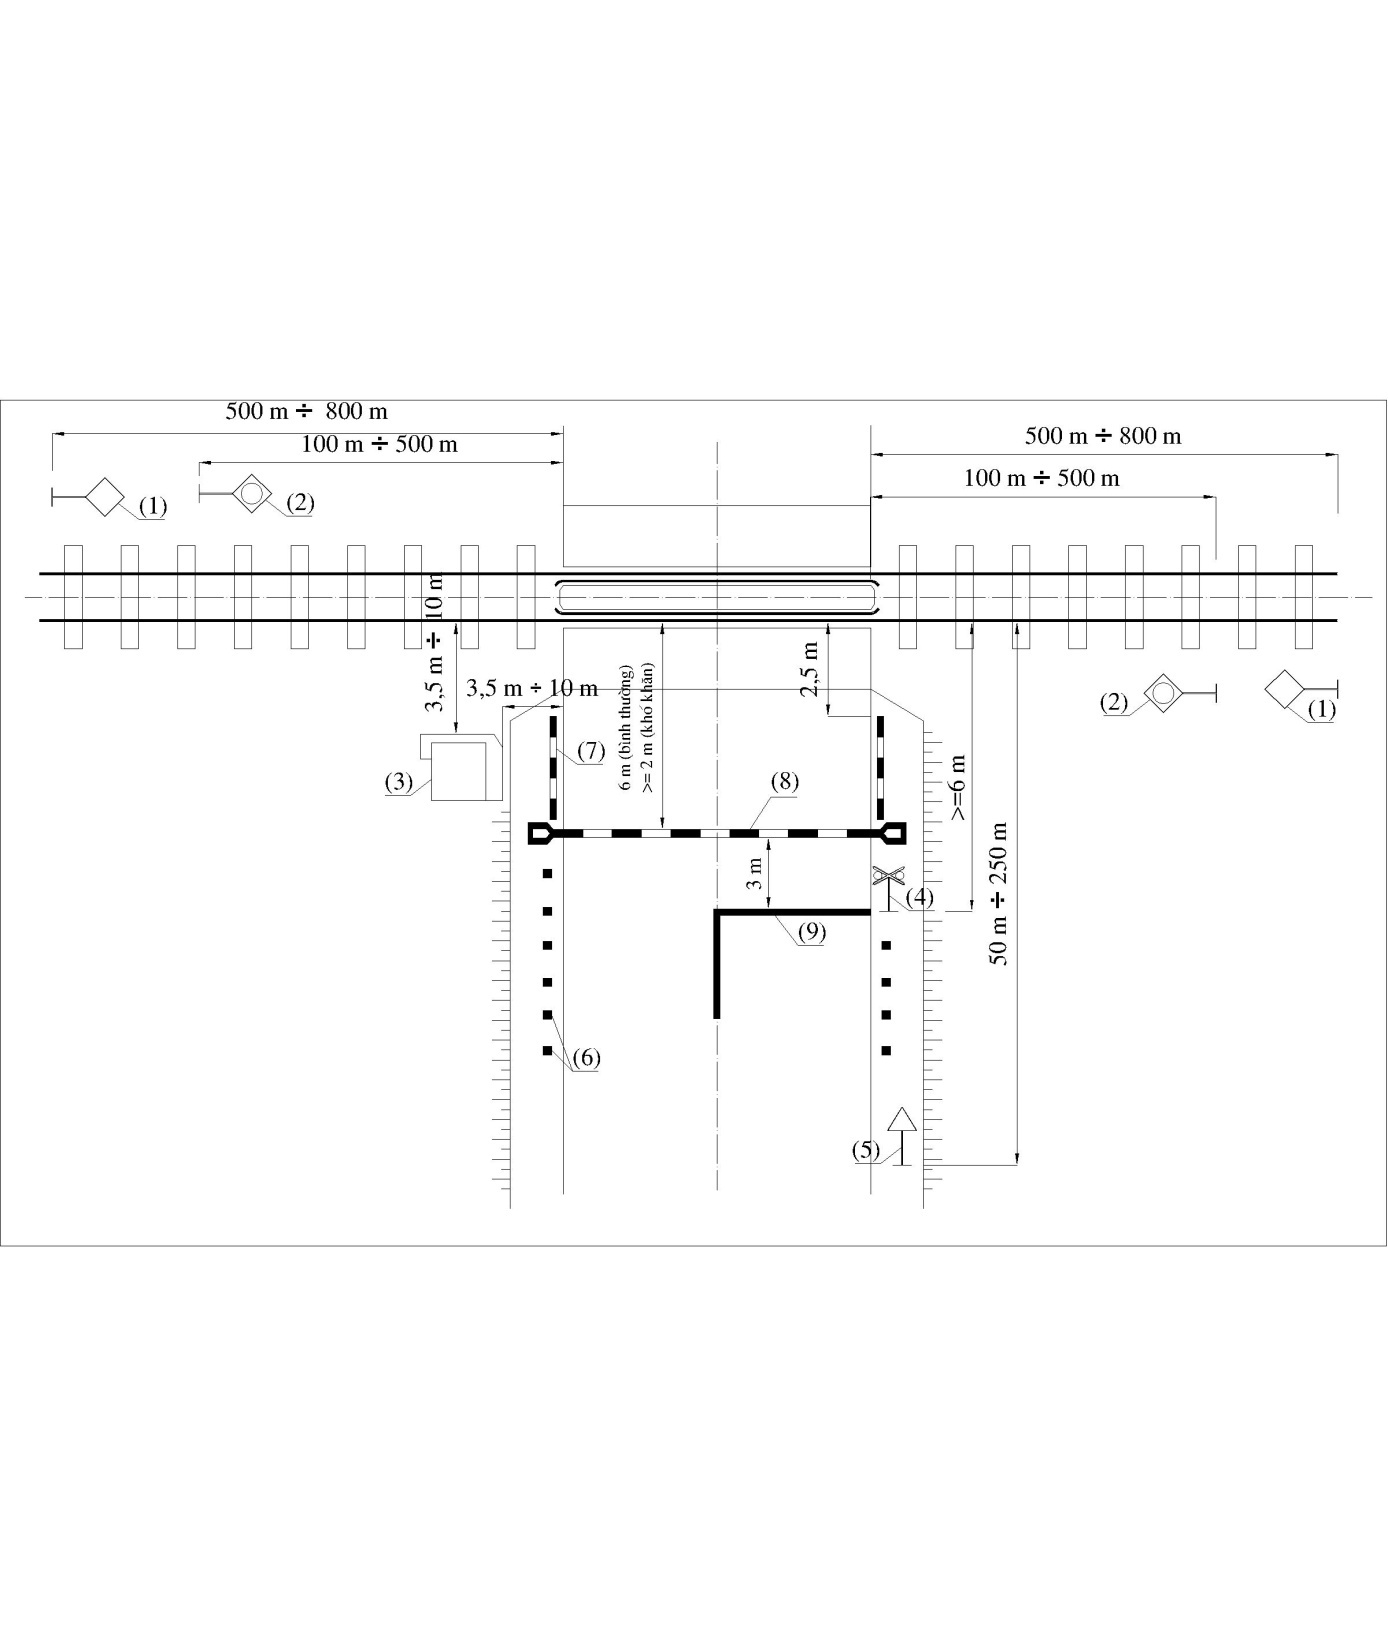 500 m ÷ 800 m
100 m ÷ 500 m
500 m ÷ 800 m
100 m ÷ 500 m
(1)
(2)
3,5 m ÷ 10 m
3,5 m ÷ 10 m
6 m (bình thường)
>= 2 m (khó khăn)
2,5 m
(2)
(1)
(3)
(7)
(8)
>=6 m
3 m
(4)
50 m ÷ 250 m
(9)
(6)
(5)